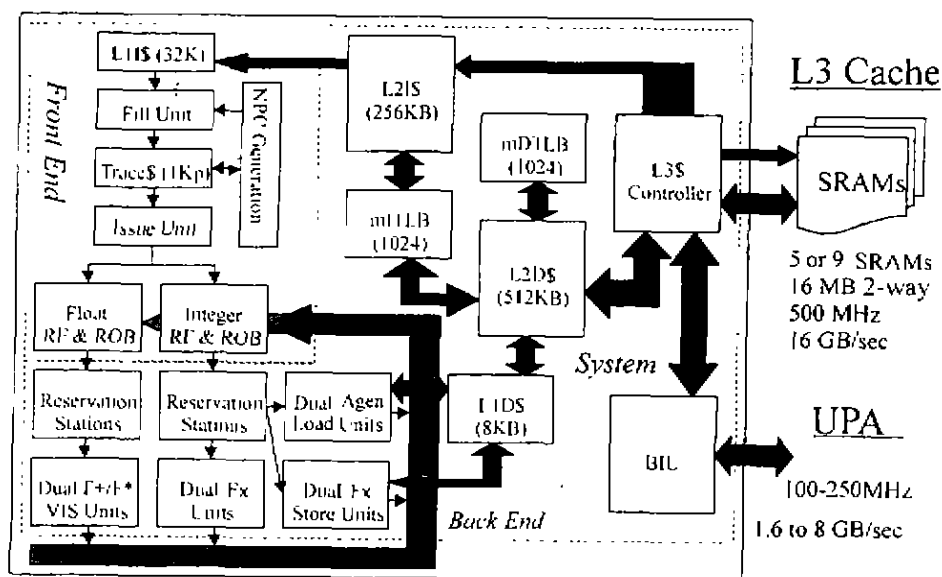 L1I$ (32K)
Fill Unit
Trace$ (1Kp)
Issue Unit
NPC Generation
Front End
Float
RF & ROB
Integer
RF & ROB
Reservation
Stations
Reservation
Stations
Dual F+/F*
VIS Units
Dual Fx
Units
Dual Agen
Load Units
Dual Fx
Store Units
Back End
L2I$
(256KB)
mITLB
(1024)
mDTLB
(1024)
L2D$
(512KB)
L1D$
(8KB)
System
L3$
Controller
BIU
L3 Cache
SRAMs
5 or 9 SRAMs
16 MB 2-way
500 MHz
16 GB/sec
UPA
100-250MHz
1.6 to 8 GB/sec